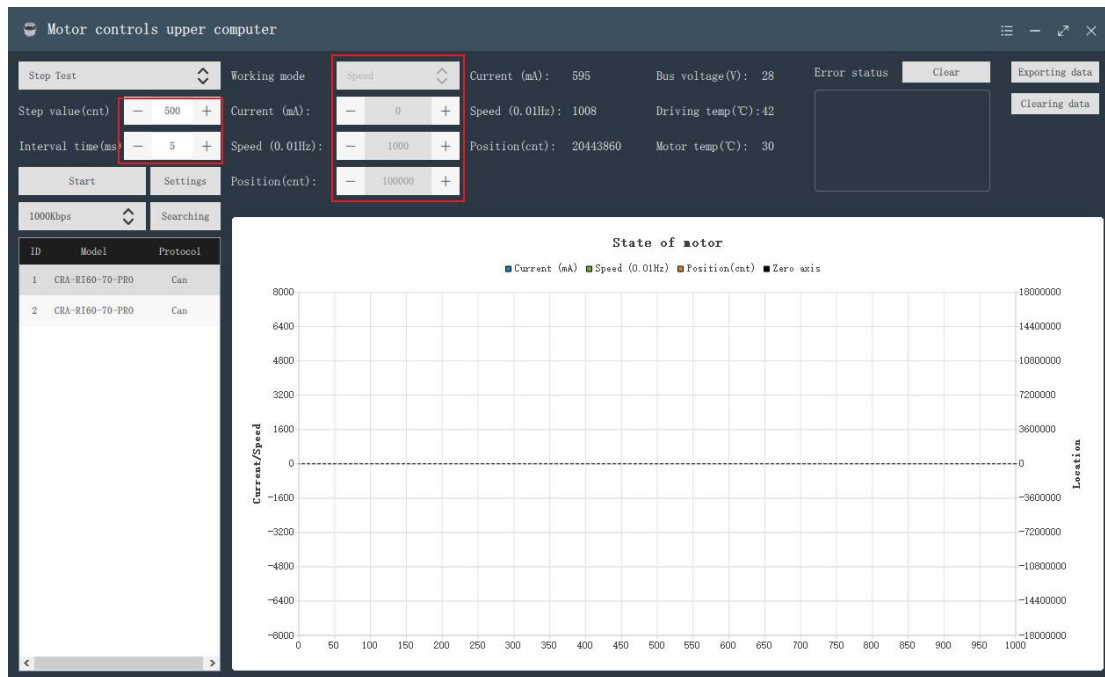 Motor controls upper computer
Step Test
Working mode Speed Current (mA): 595 Bus voltage(V): 28 Error status Clear Exporting data
Step value(cnt) — 500 + Current (mA): — 0 + Speed (0.01Hz): 1008 Driving temp(℃):42 Clearing data
Interval time(ms — 5 + Speed (0.01Hz): — 1000 + Position(cnt): 20443860 Motor temp(℃): 30
Start Settings Position(cnt): — 100000 +
1000Kbps Searching
ID Model Protocol
1 CRA-RI60-70-PRO Can
2 CRA-RI60-70-PRO Can
State of motor
Current (mA) Speed (0.01Hz) Position(cnt) Zero axis
8000 18000000
6400 14400000
4800 10800000
3200 7200000
1600 3600000
0 0
-1600 -3600000
-3200 -7200000
-4800 -10800000
-6400 -14400000
-8000 -18000000
Current/Speed
Location
0 50 100 150 200 250 300 350 400 450 500 550 600 650 700 750 800 850 900 950 1000